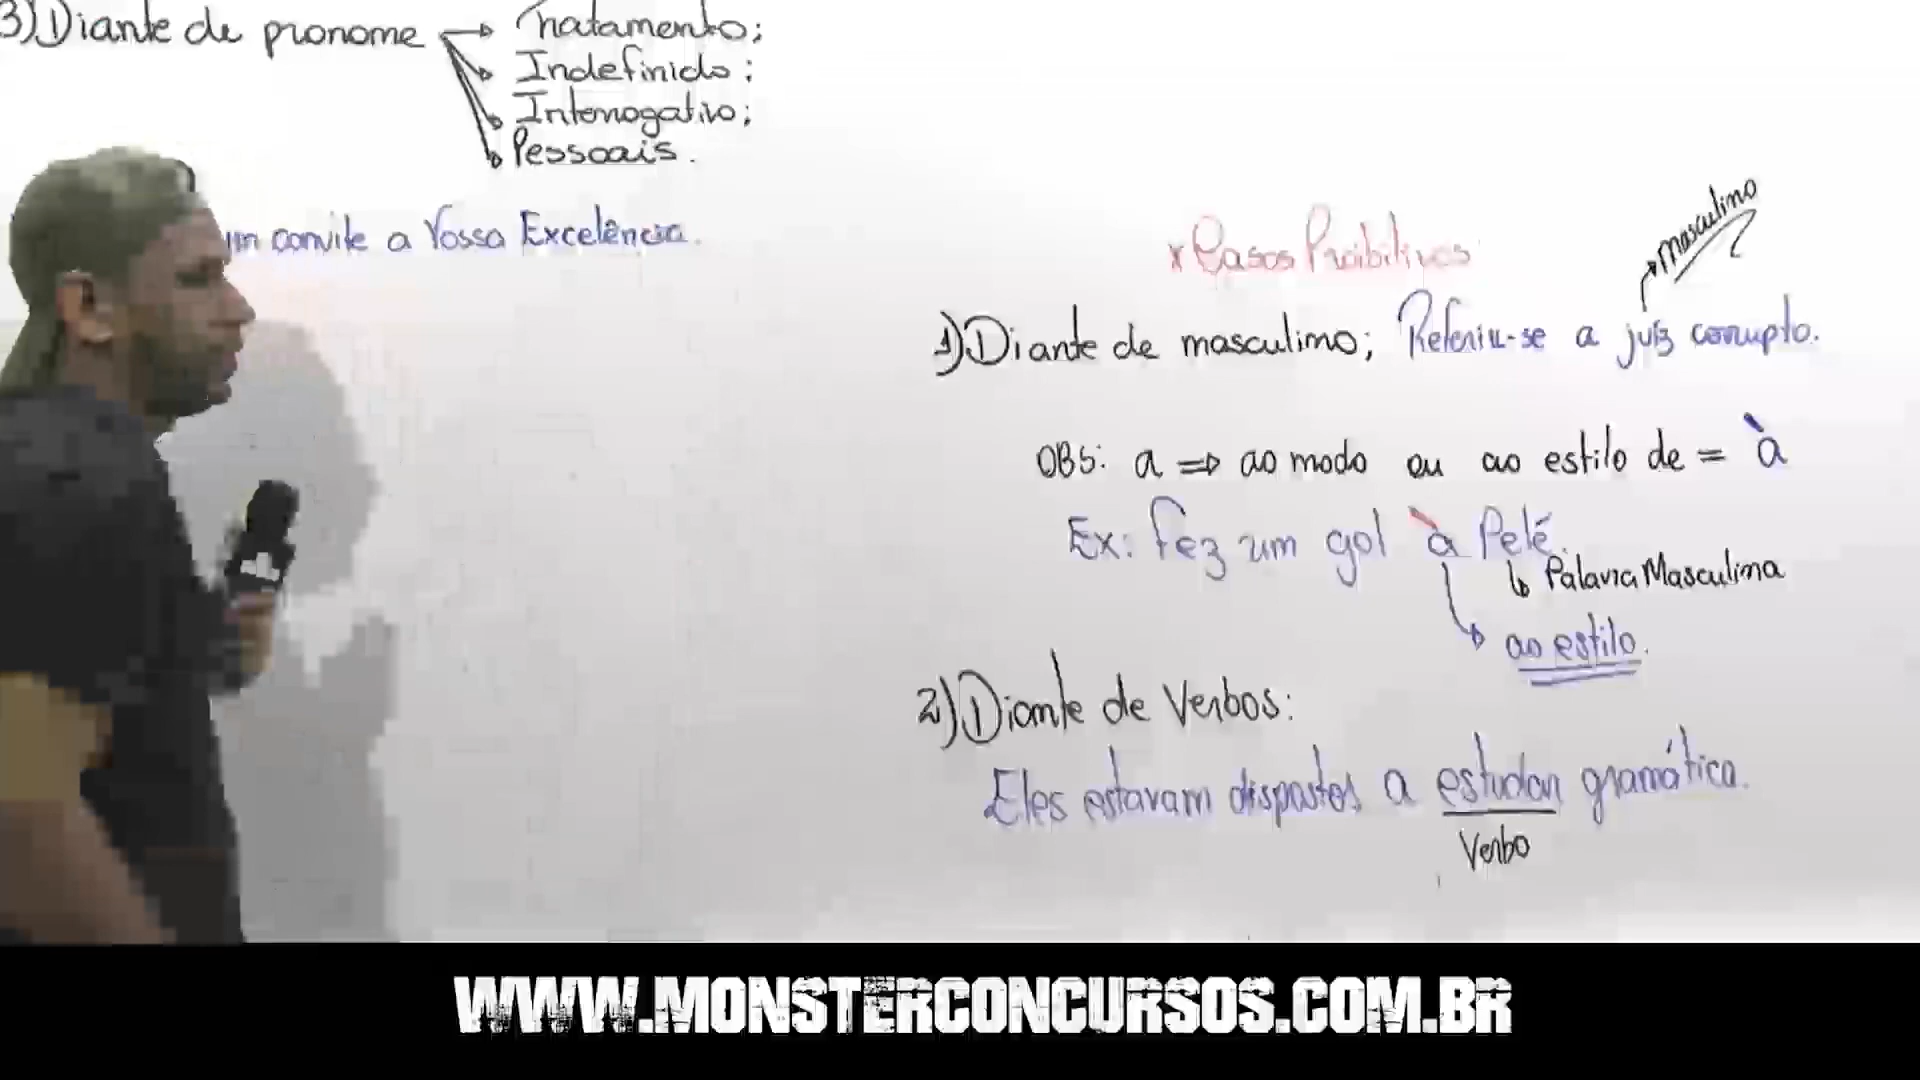 3) Diante de pronome → Tratamento;
Indefinido;
Interrogativo;
Pessoais.
um convite a Vossa Excelência.
x Casos Proibitivos:
masculino
1) Diante de masculino; Referiu-se a juíz corrupto.
OBS: a ⇒ ao modo ou ao estilo de = à
Ex: Fez um gol à Pelé.
↳ Palavra Masculina
ao estilo.
2) Diante de Verbos:
Eles estavam dispostos a estudar gramática.
Verbo
WWW.MONSTERCONCURSOS.COM.BR